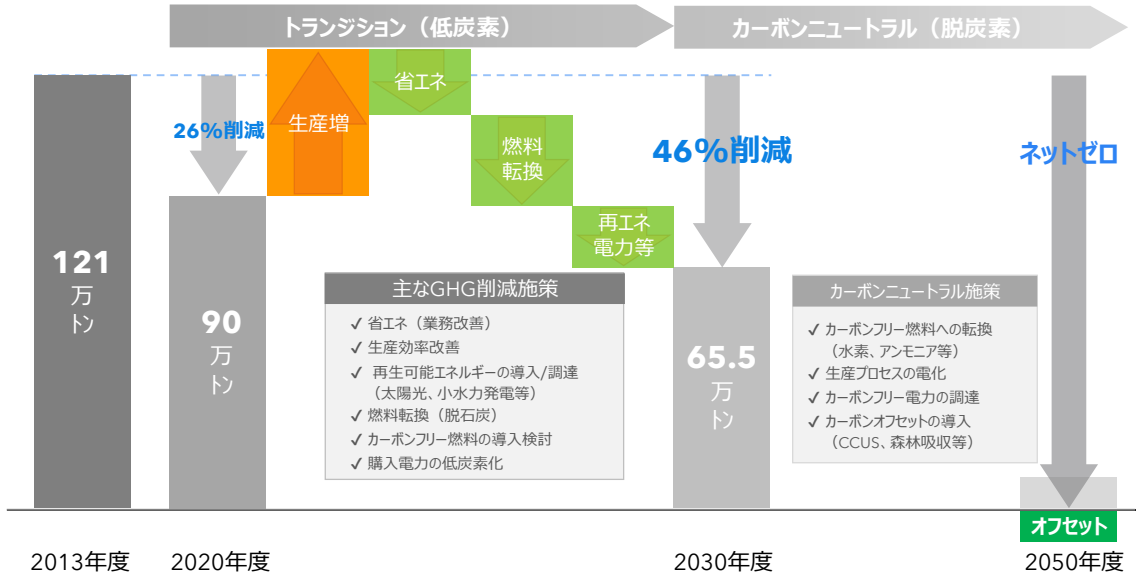 トランジション（低炭素）
カーボンニュートラル（脱炭素）
26%削減
生産増
省エネ
燃料
転換
再エネ
電力等
46%削減
ネットゼロ
121
万
トン
90
万
トン
主なGHG削減施策
✓ 省エネ（業務改善）
✓ 生産効率改善
✓ 再生可能エネルギーの導入/調達
（太陽光、小水力発電等）
✓ 燃料転換（脱石炭）
✓ カーボンフリー燃料の導入検討
✓ 購入電力の低炭素化
65.5
万
トン
カーボンニュートラル施策
✓ カーボンフリー燃料への転換
（水素、アンモニア等）
✓ 生産プロセスの電化
✓ カーボンフリー電力の調達
✓ カーボンオフセットの導入
（CCUS、森林吸収等）
オフセット
2013年度
2020年度
2030年度
2050年度